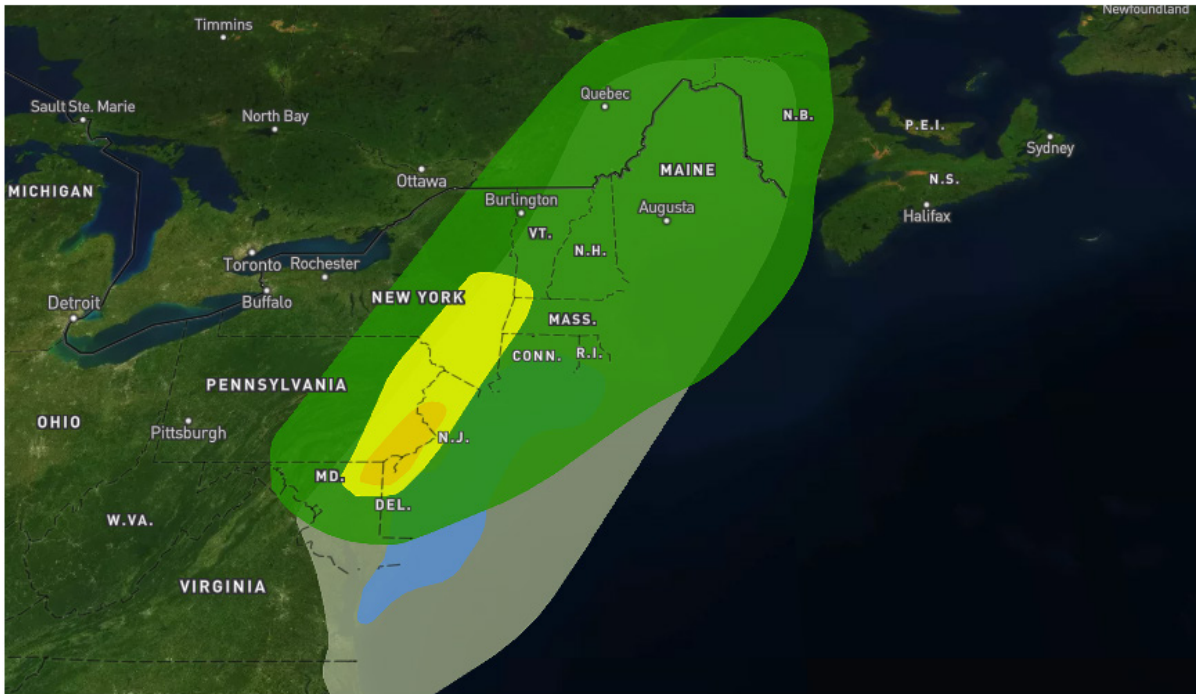 Newfoundland
Timmins
Quebec
Sault Ste. Marie
North Bay
N.B.
P.E.I.
Sydney
MAINE
N.S.
Ottawa
MICHIGAN
Burlington
Augusta
Halifax
VT.
N.H.
Toronto
Rochester
NEW YORK
Detroit
Buffalo
MASS.
CONN.
R.I.
PENNSYLVANIA
OHIO
Pittsburgh
N.J.
MD.
DEL.
W.VA.
VIRGINIA